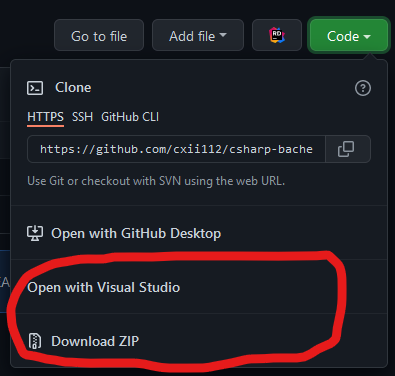 Go to file
Add file
RD
Code
Clone
HTTPS SSH GitHub CLI
https://github.com/cxii112/csharp-bache
Use Git or checkout with SVN using the web URL.
Open with GitHub Desktop
Open with Visual Studio
Download ZIP